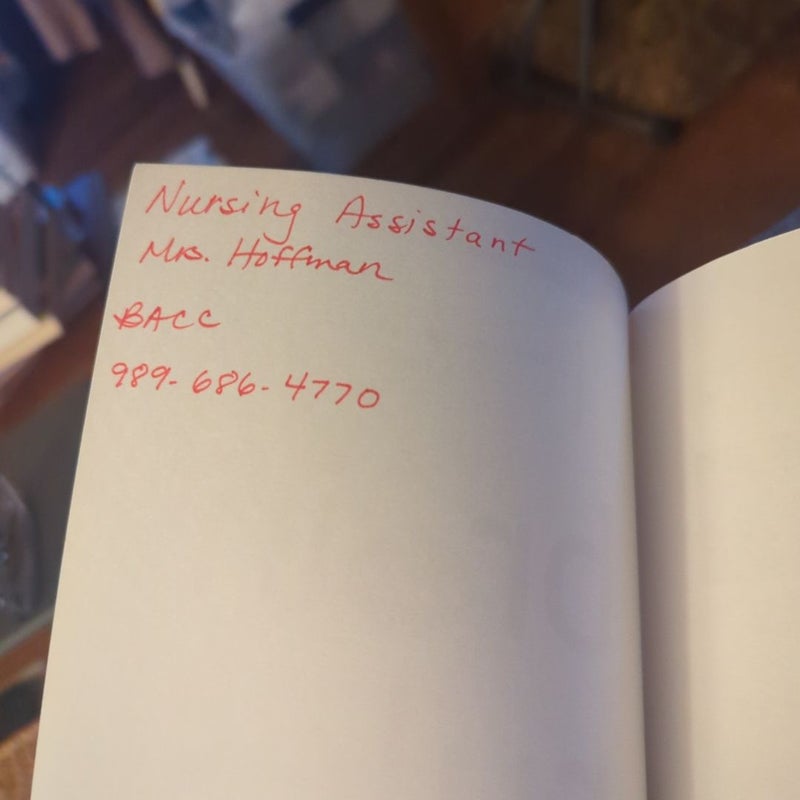 Nursing Assistant
Mrs. Hoffman
BACC
989-686-4770